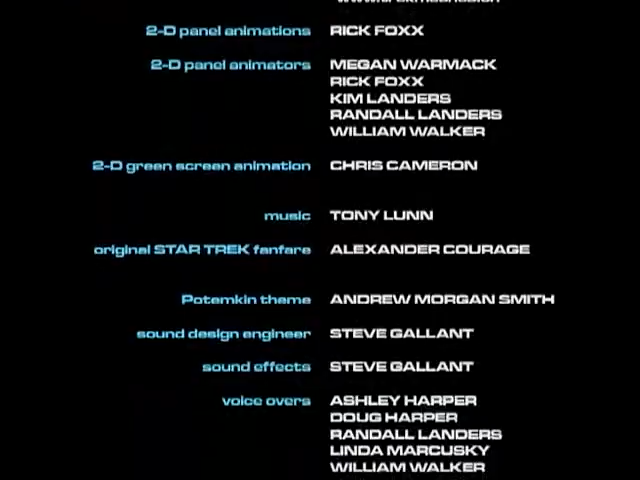 2-D panel animations RICK FOXX
2-D panel animators MEGAN WARMACK
RICK FOXX
KIM LANDERS
RANDALL LANDERS
WILLIAM WALKER
2-D green screen animation CHRIS CAMERON
music TONY LUNN
original STAR TREK fanfare ALEXANDER COURAGE
Potemkin theme ANDREW MORGAN SMITH
sound design engineer STEVE GALLANT
sound effects STEVE GALLANT
voice overs ASHLEY HARPER
DOUG HARPER
RANDALL LANDERS
LINDA MARCUSKY
WILLIAM WALKER